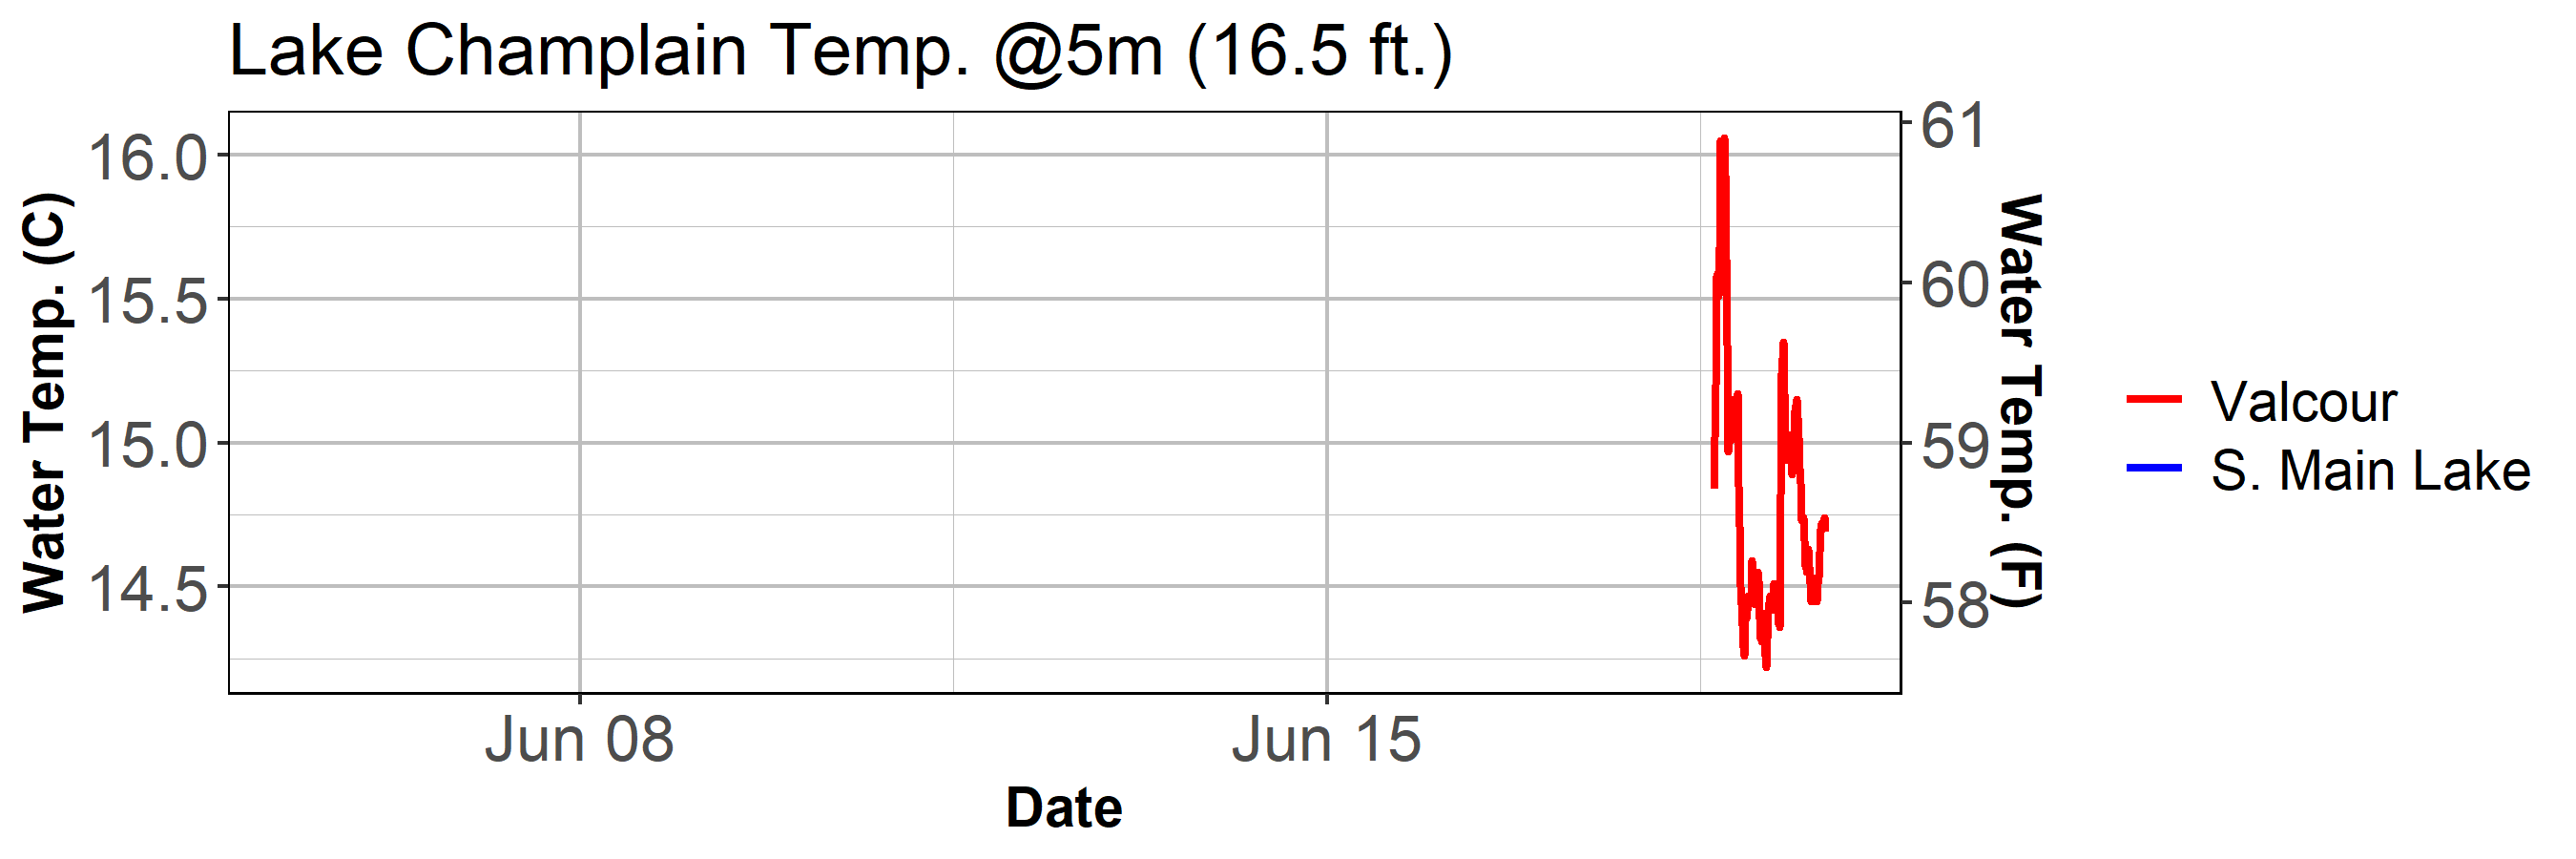 Lake Champlain Temp. @5m (16.5 ft.)
Water Temp. (C)
16.0
15.5
15.0
14.5
61
60
59
58
Water Temp. (F)
Jun 08
Jun 15
Date
Valcour
S. Main Lake